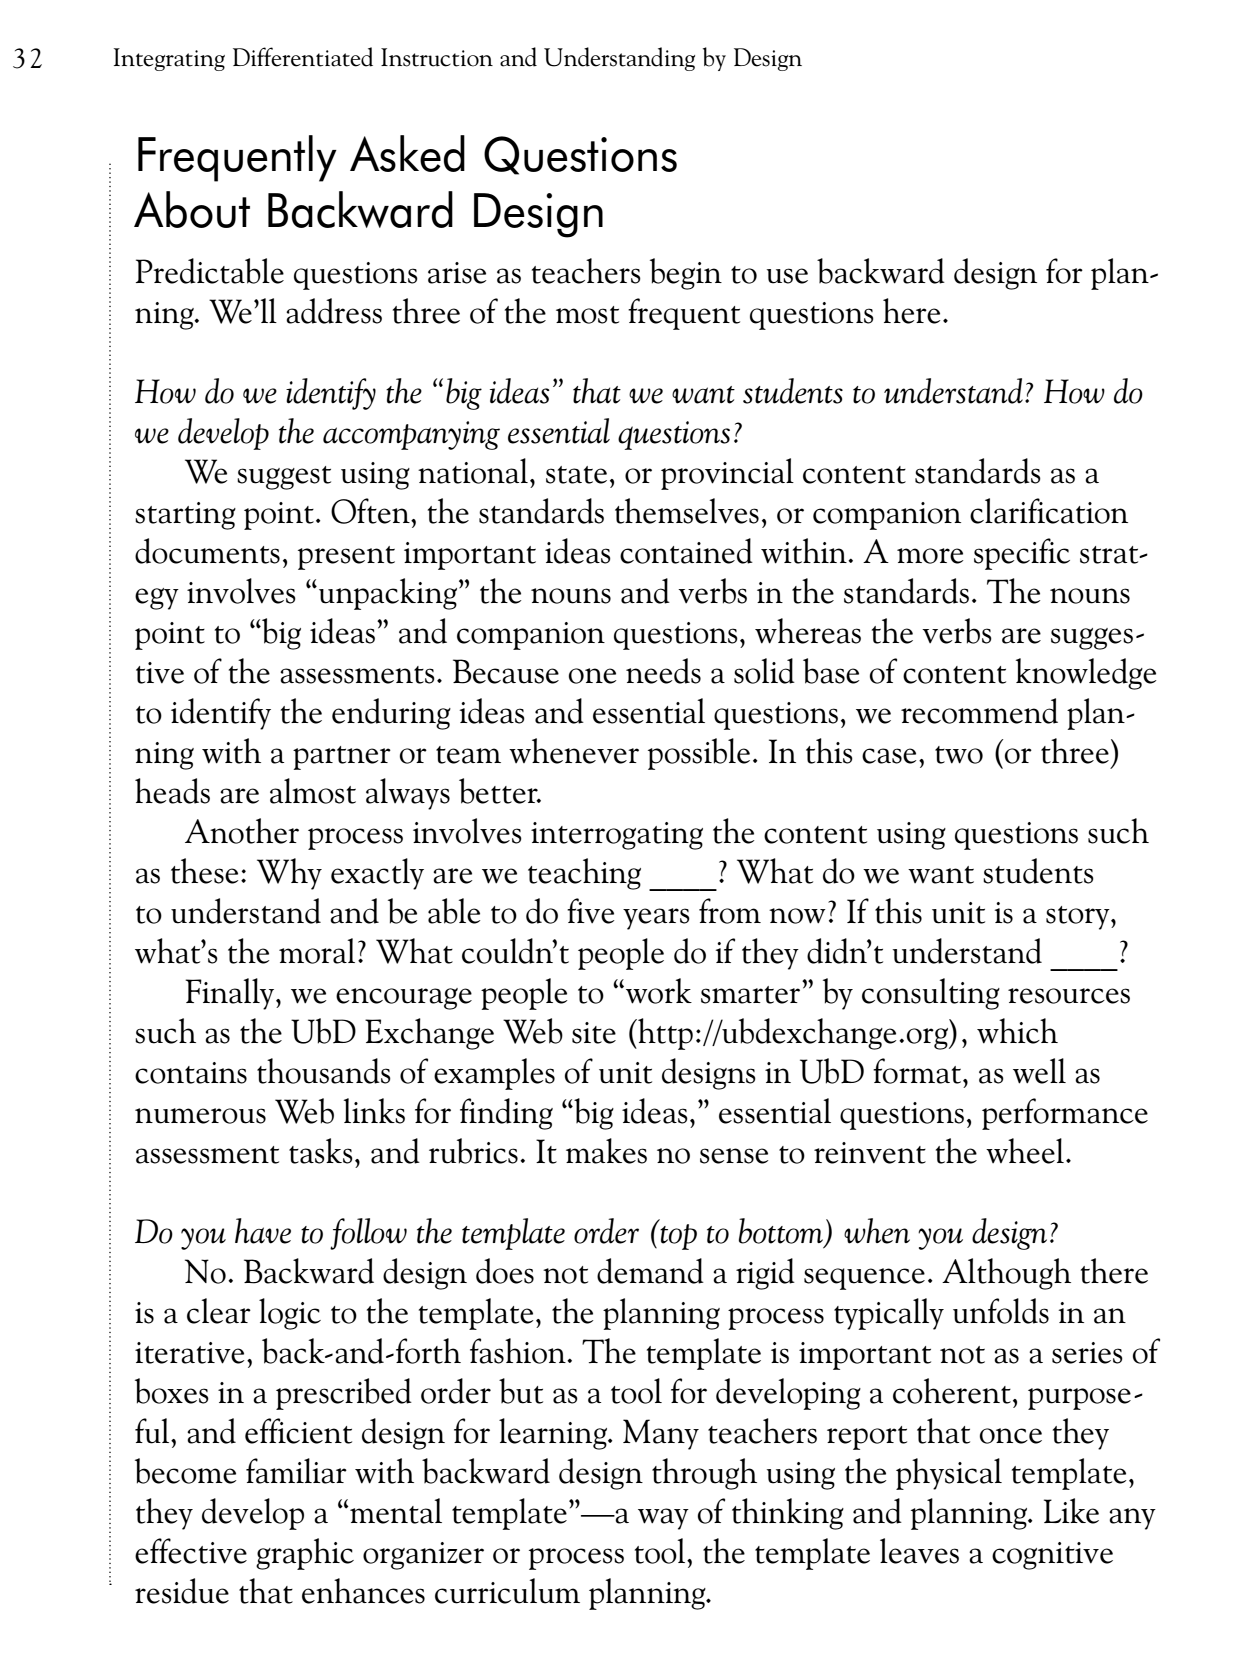 32 Integrating Differentiated Instruction and Understanding by Design
Frequently Asked Questions
About Backward Design
Predictable questions arise as teachers begin to use backward design for plan-
ning. We’ll address three of the most frequent questions here.
How do we identify the “big ideas” that we want students to understand? How do
we develop the accompanying essential questions?
We suggest using national, state, or provincial content standards as a
starting point. Often, the standards themselves, or companion clarification
documents, present important ideas contained within. A more specific strat-
egy involves “unpacking” the nouns and verbs in the standards. The nouns
point to “big ideas” and companion questions, whereas the verbs are sugges-
tive of the assessments. Because one needs a solid base of content knowledge
to identify the enduring ideas and essential questions, we recommend plan-
ning with a partner or team whenever possible. In this case, two (or three)
heads are almost always better.
Another process involves interrogating the content using questions such
as these: Why exactly are we teaching ____? What do we want students
to understand and be able to do five years from now? If this unit is a story,
what’s the moral? What couldn’t people do if they didn’t understand ____?
Finally, we encourage people to “work smarter” by consulting resources
such as the UbD Exchange Web site (http://ubdexchange.org), which
contains thousands of examples of unit designs in UbD format, as well as
numerous Web links for finding “big ideas,” essential questions, performance
assessment tasks, and rubrics. It makes no sense to reinvent the wheel.
Do you have to follow the template order (top to bottom) when you design?
No. Backward design does not demand a rigid sequence. Although there
is a clear logic to the template, the planning process typically unfolds in an
iterative, back-and-forth fashion. The template is important not as a series of
boxes in a prescribed order but as a tool for developing a coherent, purpose-
ful, and efficient design for learning. Many teachers report that once they
become familiar with backward design through using the physical template,
they develop a “mental template”—a way of thinking and planning. Like any
effective graphic organizer or process tool, the template leaves a cognitive
residue that enhances curriculum planning.